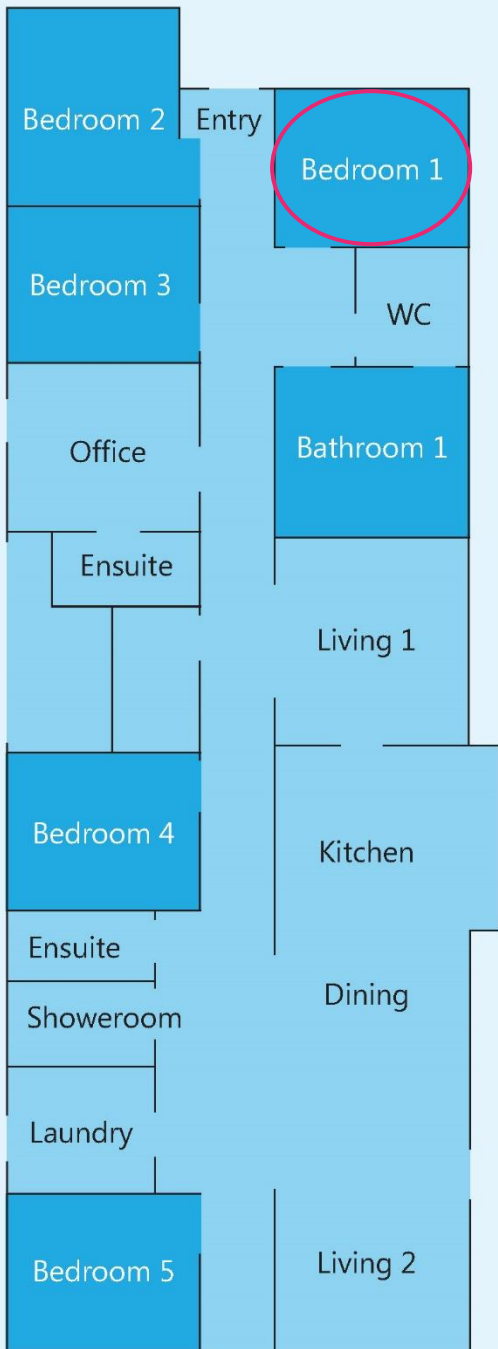 Bedroom 2
Entry
Bedroom 1
Bedroom 3
WC
Office
Bathroom 1
Ensuite
Living 1
Bedroom 4
Kitchen
Ensuite
Dining
Showeroom
Laundry
Bedroom 5
Living 2